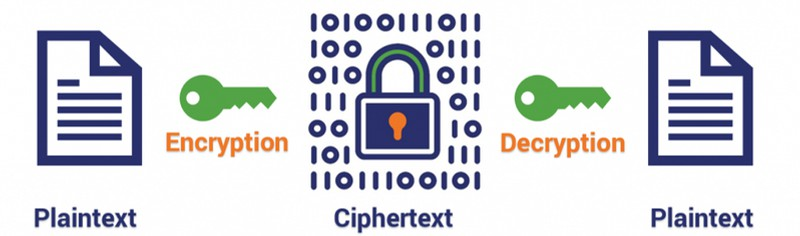 Encryption
Decryption
Plaintext
Ciphertext
Plaintext